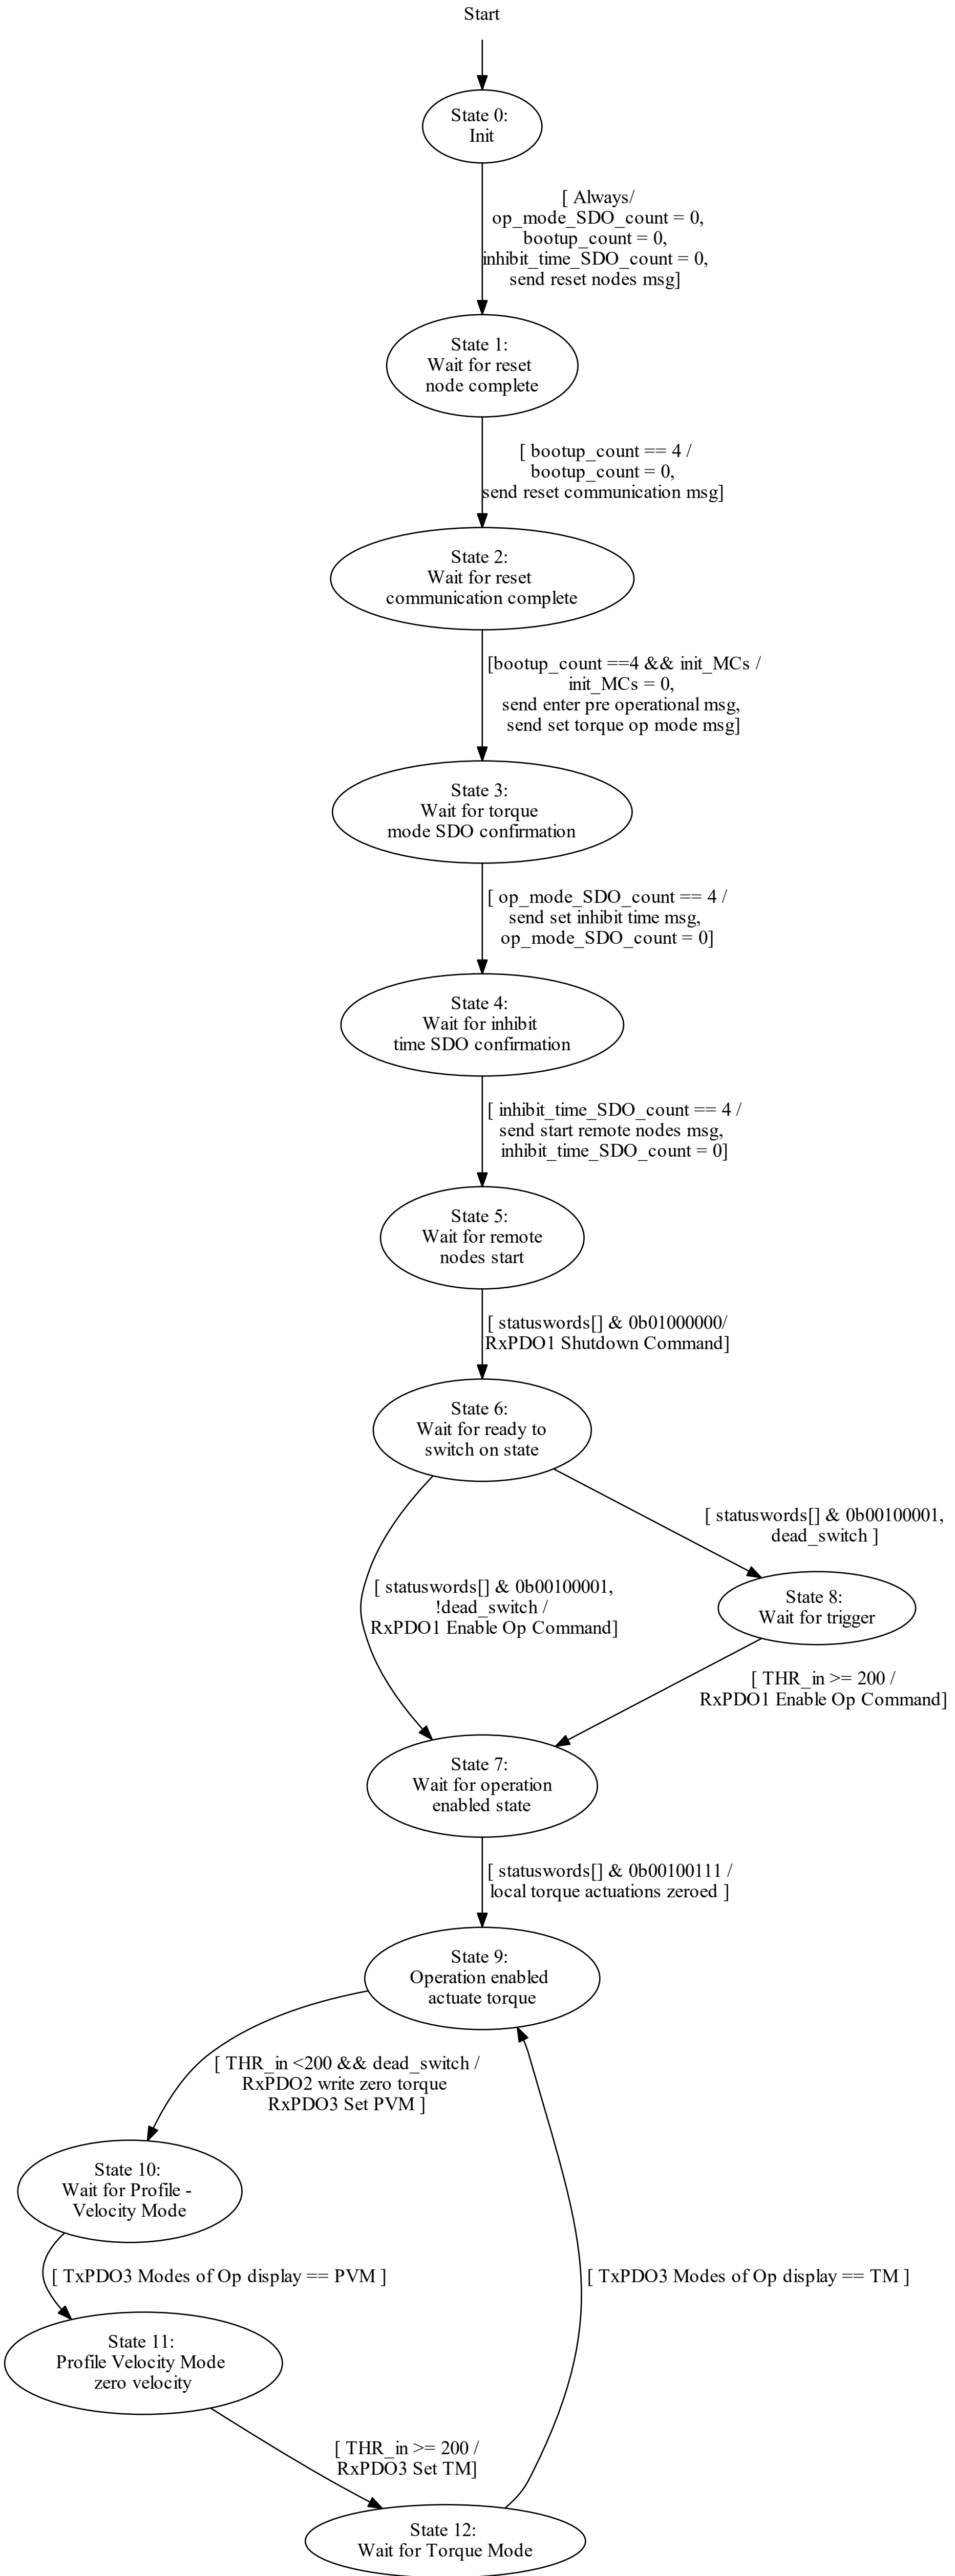 Start
State 0:
Init
[ Always/
op_mode_SDO_count = 0,
bootup_count = 0,
inhibit_time_SDO_count = 0,
send reset nodes msg]
State 1:
Wait for reset
node complete
[ bootup_count == 4 /
bootup_count = 0,
send reset communication msg]
State 2:
Wait for reset
communication complete
[bootup_count ==4 && init_MCs /
init_MCs = 0,
send enter pre operational msg,
send set torque op mode msg]
State 3:
Wait for torque
mode SDO confirmation
[ op_mode_SDO_count == 4 /
send set inhibit time msg,
op_mode_SDO_count = 0]
State 4:
Wait for inhibit
time SDO confirmation
[ inhibit_time_SDO_count == 4 /
send start remote nodes msg,
inhibit_time_SDO_count = 0]
State 5:
Wait for remote
nodes start
[ statuswords[] & 0b01000000/
RxPDO1 Shutdown Command]
State 6:
Wait for ready to
switch on state
[ statuswords[] & 0b00100001,
dead_switch ]
[ statuswords[] & 0b00100001,
!dead_switch /
RxPDO1 Enable Op Command]
State 8:
Wait for trigger
[ THR_in >= 200 /
RxPDO1 Enable Op Command]
State 7:
Wait for operation
enabled state
[ statuswords[] & 0b00100111 /
local torque actuations zeroed ]
State 9:
Operation enabled
actuate torque
[ THR_in <200 && dead_switch /
RxPDO2 write zero torque
RxPDO3 Set PVM ]
State 10:
Wait for Profile -
Velocity Mode
[ TxPDO3 Modes of Op display == PVM ]
[ TxPDO3 Modes of Op display == TM ]
State 11:
Profile Velocity Mode
zero velocity
[ THR_in >= 200 /
RxPDO3 Set TM]
State 12:
Wait for Torque Mode